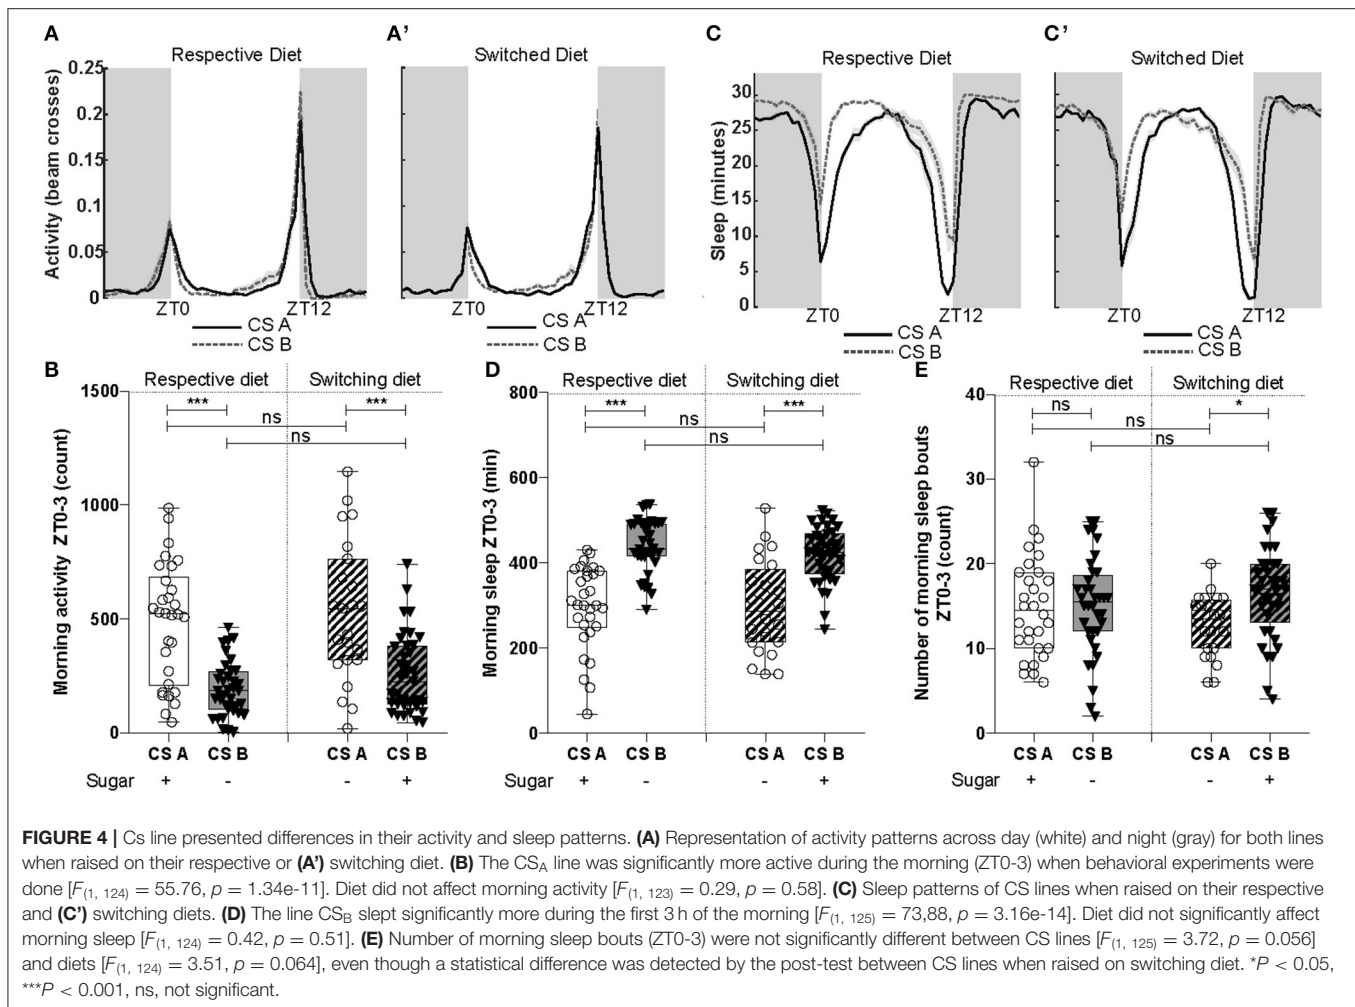 A
A'
C
C'
Respective Diet
Switched Diet
Respective Diet
Switched Diet
Activity (beam crosses)
0.25
0.2
0.15
0.1
0.05
0
ZT0
ZT12
ZT0
ZT12
CS A
CS B
CS A
CS B
Sleep (minutes)
30
25
20
15
10
5
0
ZT0
ZT12
ZT0
ZT12
CS A
CS B
CS A
CS B
B
Respective diet
Switching diet
Morning activity ZT0-3 (count)
1500
1000
500
0
***
***
ns
ns
CS A
CS B
CS A
CS B
Sugar
+
-
-
+
D
Respective diet
Switching diet
Morning sleep ZT0-3 (min)
800
600
400
200
0
***
***
ns
ns
CS A
CS B
CS A
CS B
Sugar
+
-
-
+
E
Respective diet
Switching diet
Number of morning sleep bouts
ZT0-3 (count)
40
30
20
10
0
ns
*
ns
ns
CS A
CS B
CS A
CS B
Sugar
+
-
-
+
FIGURE 4 | Cs line presented differences in their activity and sleep patterns. (A) Representation of activity patterns across day (white) and night (gray) for both lines
when raised on their respective or (A') switching diet. (B) The CSA line was significantly more active during the morning (ZT0-3) when behavioral experiments were
done [F(1, 124) = 55.76, p = 1.34e-11]. Diet did not affect morning activity [F(1, 123) = 0.29, p = 0.58]. (C) Sleep patterns of CS lines when raised on their respective
and (C') switching diets. (D) The line CSB slept significantly more during the first 3 h of the morning [F(1, 125) = 73,88, p = 3.16e-14]. Diet did not significantly affect
morning sleep [F(1, 124) = 0.42, p = 0.51]. (E) Number of morning sleep bouts (ZT0-3) were not significantly different between CS lines [F(1, 125) = 3.72, p = 0.056]
and diets [F(1, 124) = 3.51, p = 0.064], even though a statistical difference was detected by the post-test between CS lines when raised on switching diet. *P < 0.05,
***P < 0.001, ns, not significant.